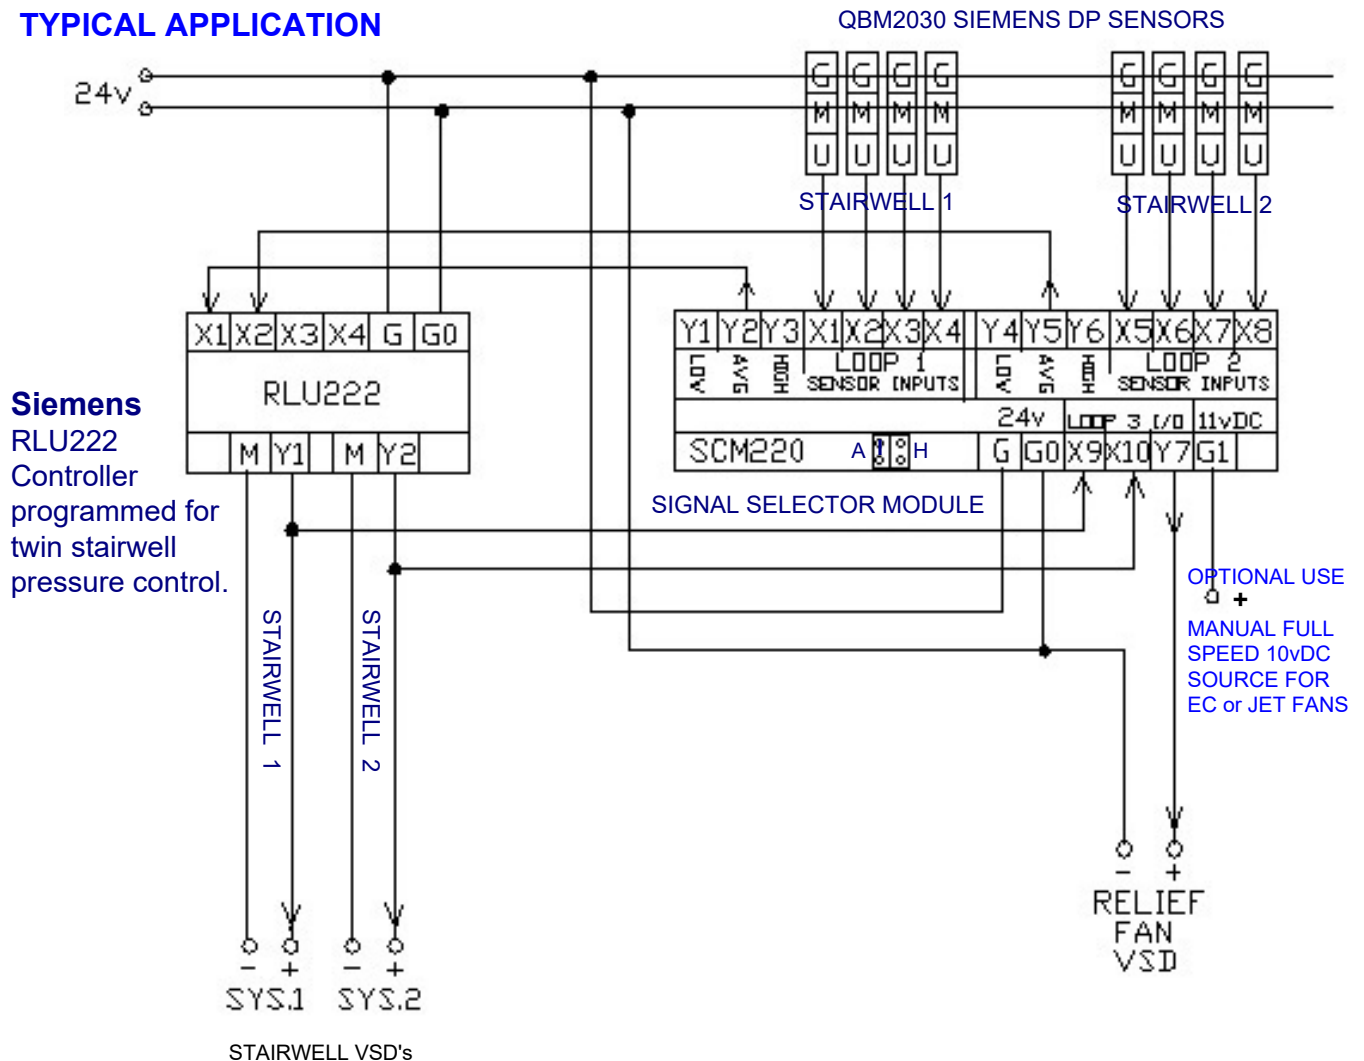 TYPICAL APPLICATION
QBM2030 SIEMENS DP SENSORS
24v
G G G G
M M M M
U U U U
STAIRWELL 1
G G G G
M M M M
U U U U
STAIRWELL 2
X1 X2 X3 X4 G G0
RLU222
M Y1 M Y2
Siemens
RLU222
Controller
programmed for
twin stairwell
pressure control.
Y1 Y2 Y3 X1 X2 X3 X4 Y4 Y5 Y6 X5 X6 X7 X8
LOW AVG HIGH LOOP 1 LOW AVG HIGH LOOP 2
SENSOR INPUTS SENSOR INPUTS
24v LOOP 3 I/O 11vDC
SCM220 A H G G0 X9 X10 Y7 G1
SIGNAL SELECTOR MODULE
OPTIONAL USE
+
MANUAL FULL
SPEED 10vDC
SOURCE FOR
EC or JET FANS
STAIRWELL 1
STAIRWELL 2
- +
RELIEF
FAN
VSD
- + - +
SYS.1 SYS.2
STAIRWELL VSD's